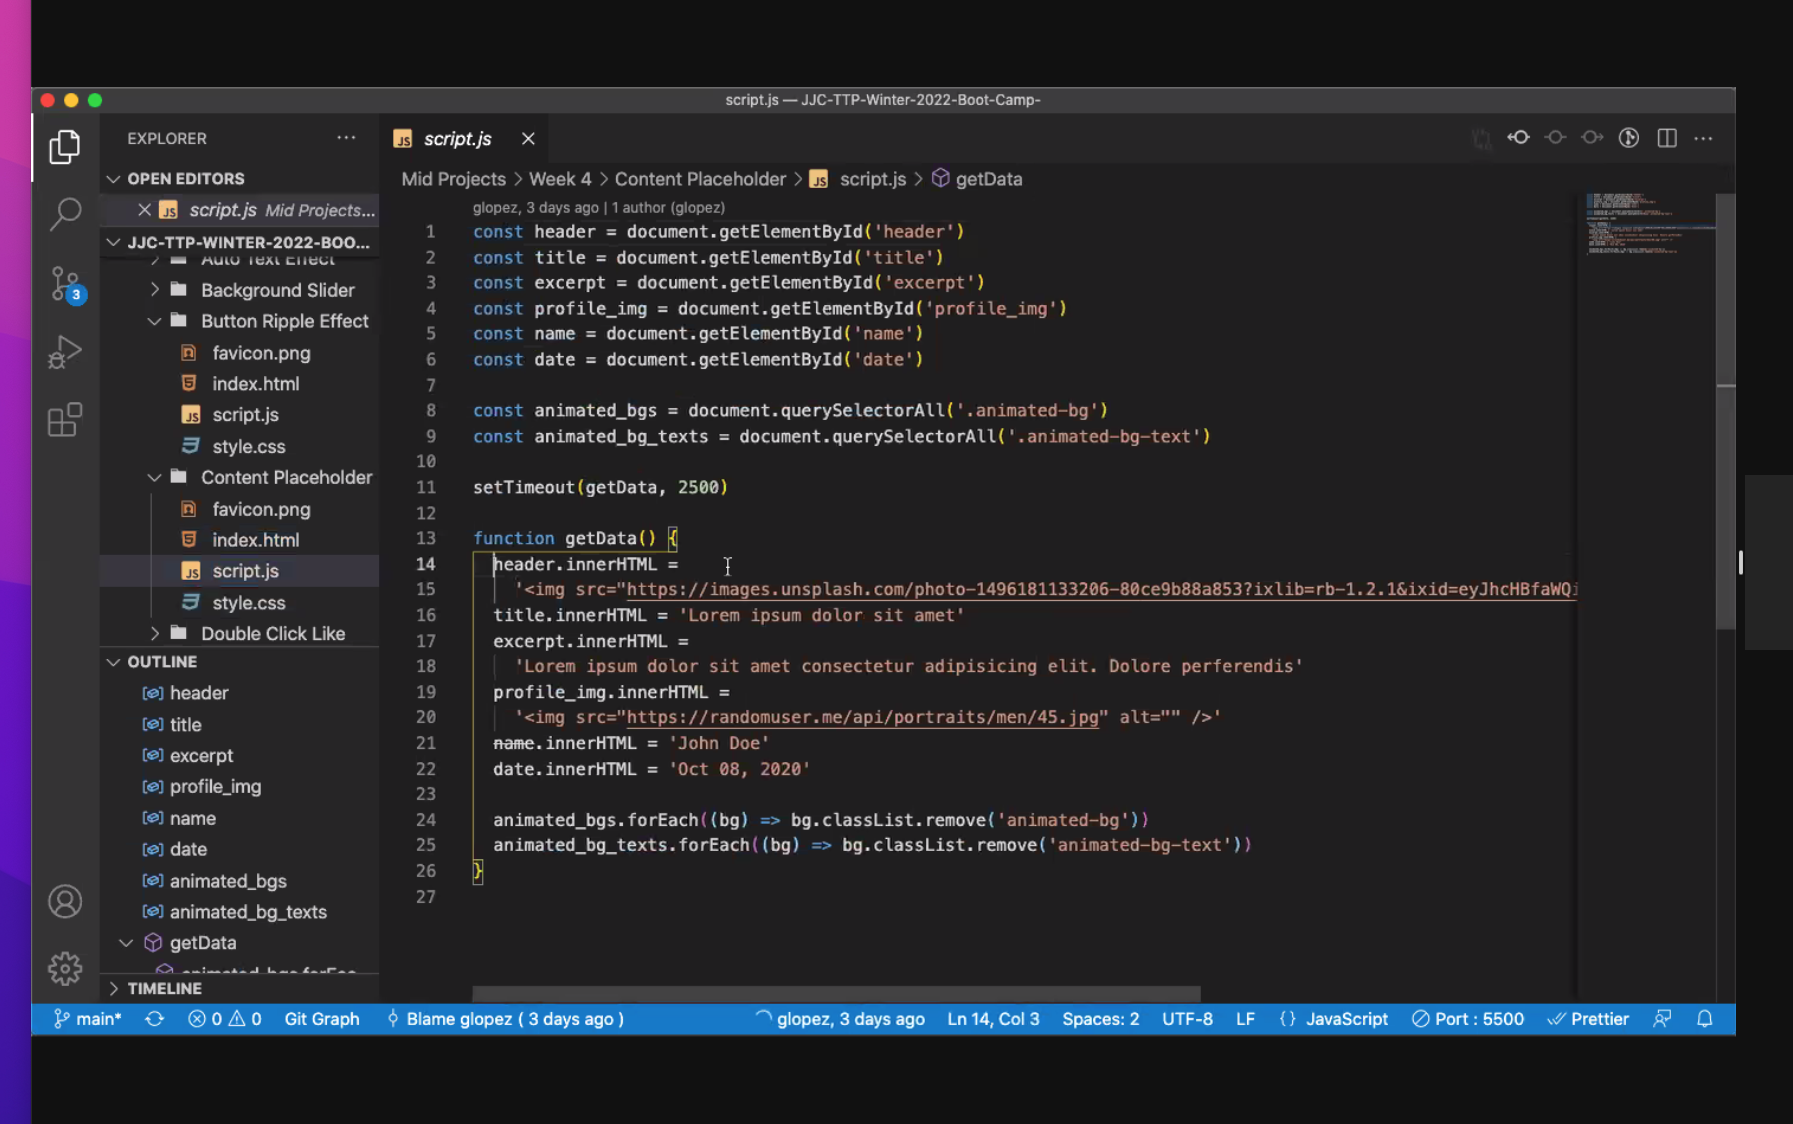 script.js — JJC-TTP-Winter-2022-Boot-Camp-
EXPLORER
OPEN EDITORS
script.js Mid Projects...
JJC-TTP-WINTER-2022-BOO...
Auto Text Effect
Background Slider
Button Ripple Effect
favicon.png
index.html
script.js
style.css
Content Placeholder
favicon.png
index.html
script.js
style.css
Double Click Like
OUTLINE
header
title
excerpt
profile_img
name
date
animated_bgs
animated_bg_texts
getData
TIMELINE
3
script.js
Mid Projects > Week 4 > Content Placeholder > JS script.js > getData
glopez, 3 days ago | 1 author (glopez)
1 const header = document.getElementById('header')
2 const title = document.getElementById('title')
3 const excerpt = document.getElementById('excerpt')
4 const profile_img = document.getElementById('profile_img')
5 const name = document.getElementById('name')
6 const date = document.getElementById('date')
7
8 const animated_bgs = document.querySelectorAll('.animated-bg')
9 const animated_bg_texts = document.querySelectorAll('.animated-bg-text')
10
11 setTimeout(getData, 2500)
12
13 function getData() {
14 header.innerHTML =
15 '<img src="https://images.unsplash.com/photo-1496181133206-80ce9b88a853?ixlib=rb-1.2.1&ixid=eyJhcHBfaWQi
16 title.innerHTML = 'Lorem ipsum dolor sit amet'
17 excerpt.innerHTML =
18 'Lorem ipsum dolor sit amet consectetur adipisicing elit. Dolore perferendis'
19 profile_img.innerHTML =
20 '<img src="https://randomuser.me/api/portraits/men/45.jpg" alt="" />'
21 name.innerHTML = 'John Doe'
22 date.innerHTML = 'Oct 08, 2020'
23
24 animated_bgs.forEach((bg) => bg.classList.remove('animated-bg'))
25 animated_bg_texts.forEach((bg) => bg.classList.remove('animated-bg-text'))
26 }
27
main* 0 0 Git Graph Blame glopez ( 3 days ago ) glopez, 3 days ago Ln 14, Col 3 Spaces: 2 UTF-8 LF {} JavaScript Port : 5500 Prettier